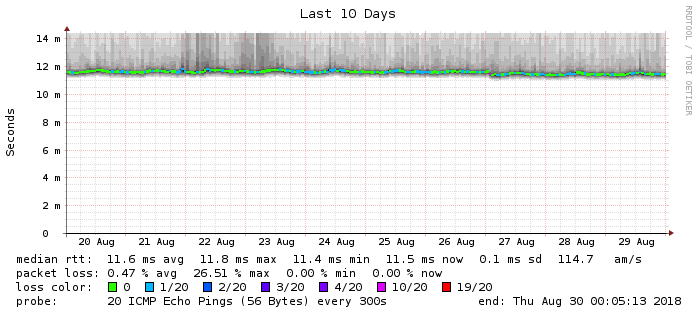 Last 10 Days
RRDTOOL / TOBI OETIKER
Seconds
14 m
12 m
10 m
8 m
6 m
4 m
2 m
0
20 Aug 21 Aug 22 Aug 23 Aug 24 Aug 25 Aug 26 Aug 27 Aug 28 Aug 29 Aug
median rtt: 11.6 ms avg 11.8 ms max 11.4 ms min 11.5 ms now 0.1 ms sd 114.7 am/s
packet loss: 0.47 % avg 26.51 % max 0.00 % min 0.00 % now
loss color: 0 1/20 2/20 3/20 4/20 10/20 19/20
probe: 20 ICMP Echo Pings (56 Bytes) every 300s end: Thu Aug 30 00:05:13 2018